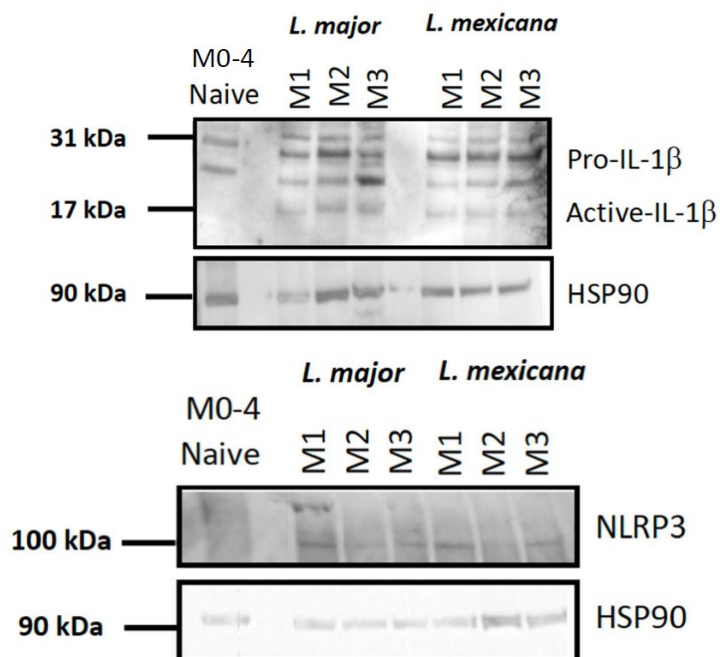 L. major L. mexicana
M0-4
Naive M1 M2 M3 M1 M2 M3
31 kDa
Pro-IL-1β
17 kDa
Active-IL-1β
90 kDa HSP90
L. major L. mexicana
M0-4
Naive M1 M2 M3 M1 M2 M3
NLRP3
100 kDa
90 kDa HSP90